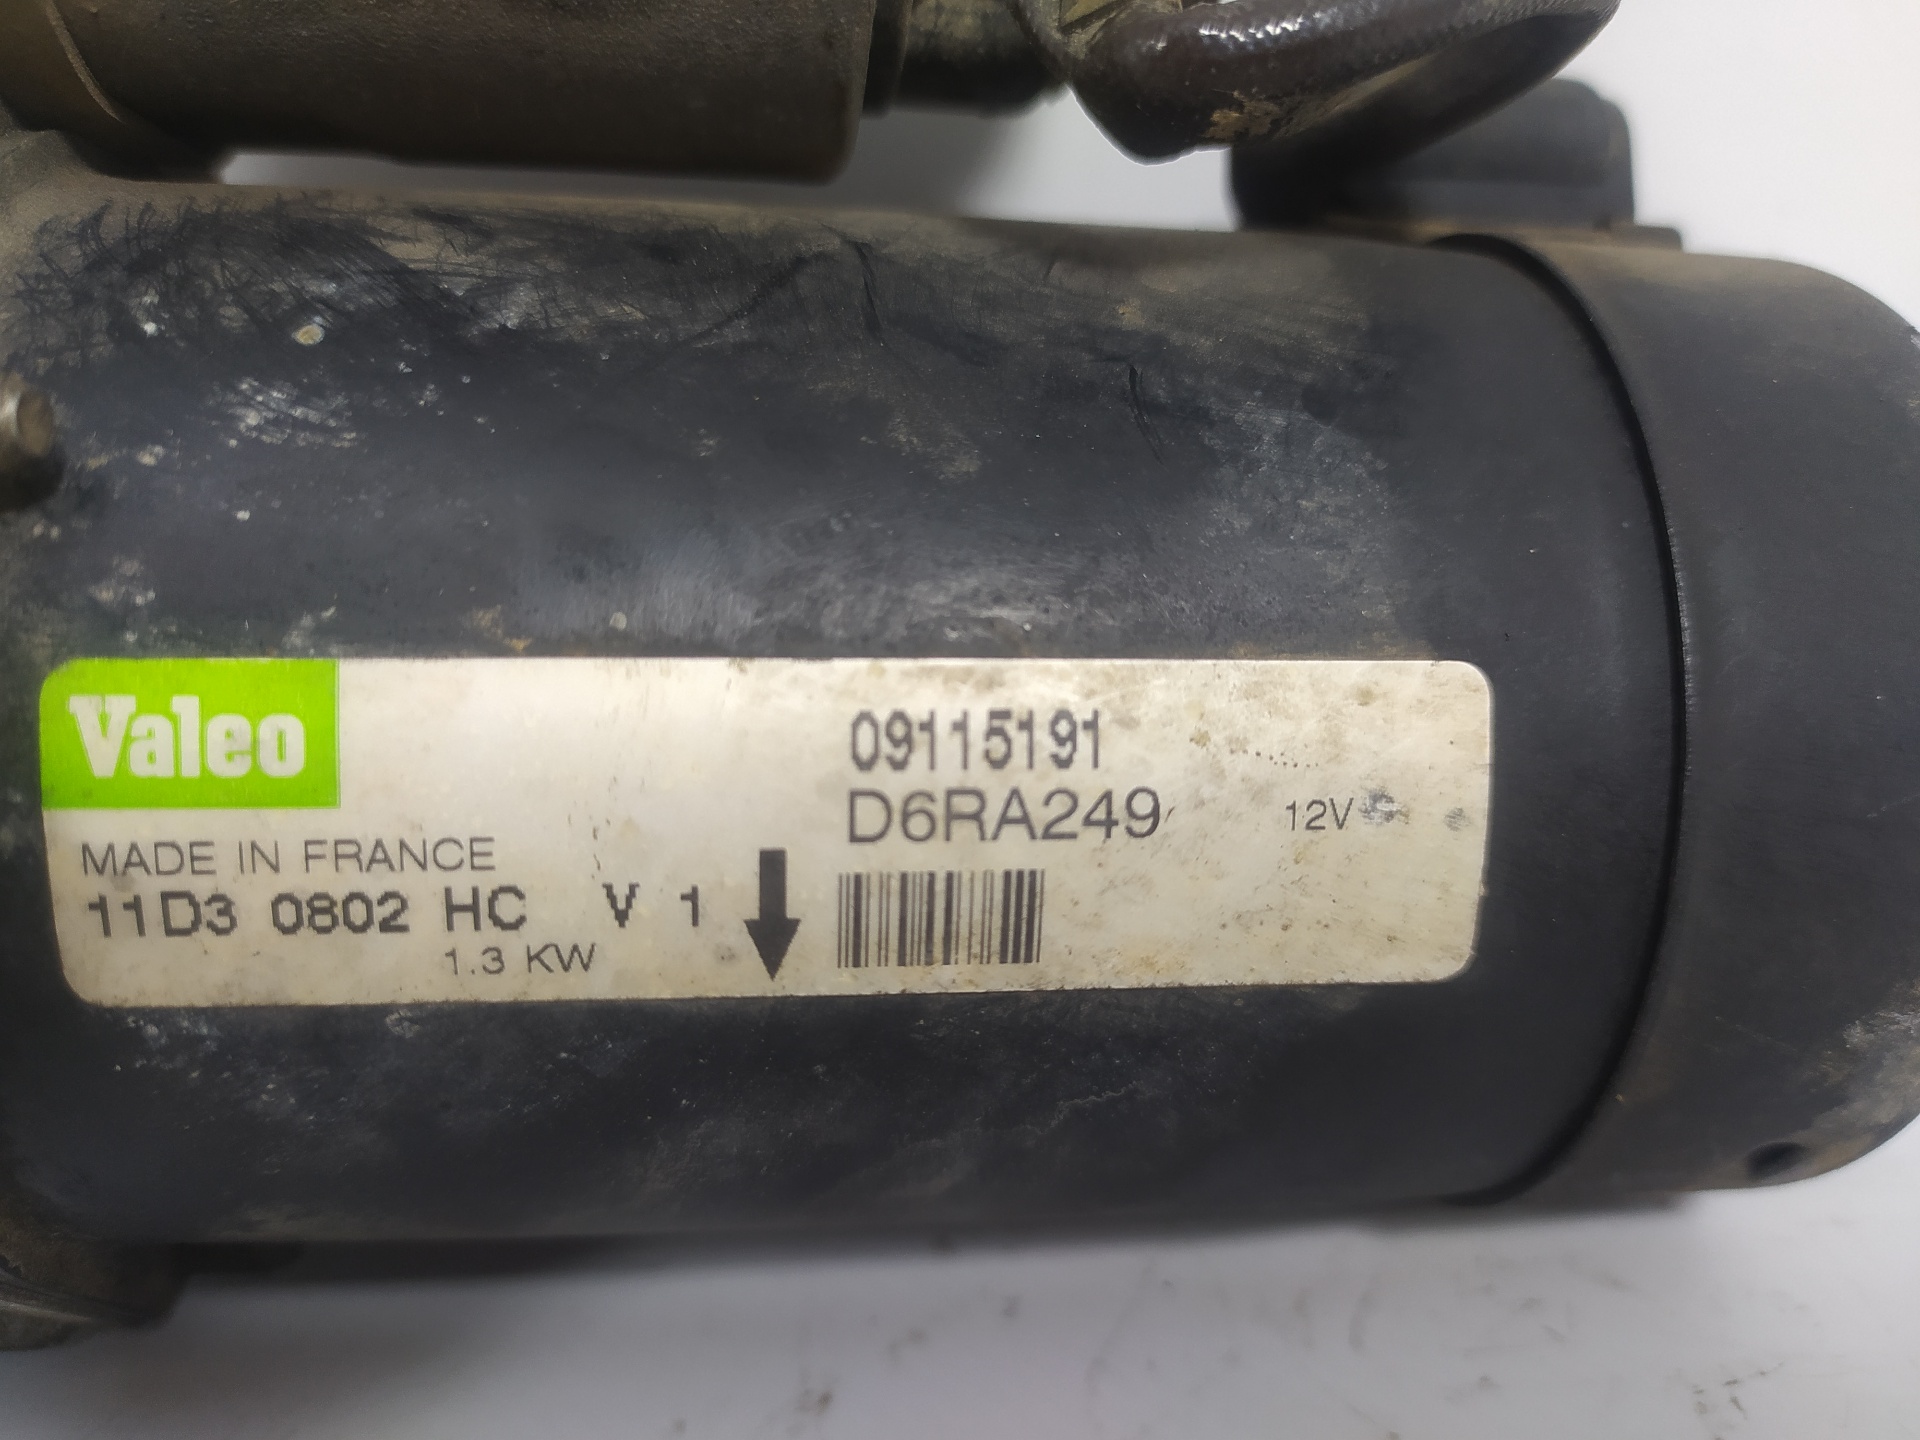 Valeo
09115191
D6RA249
12V
MADE IN FRANCE
11D3 0802 HC V 1
1.3 KW